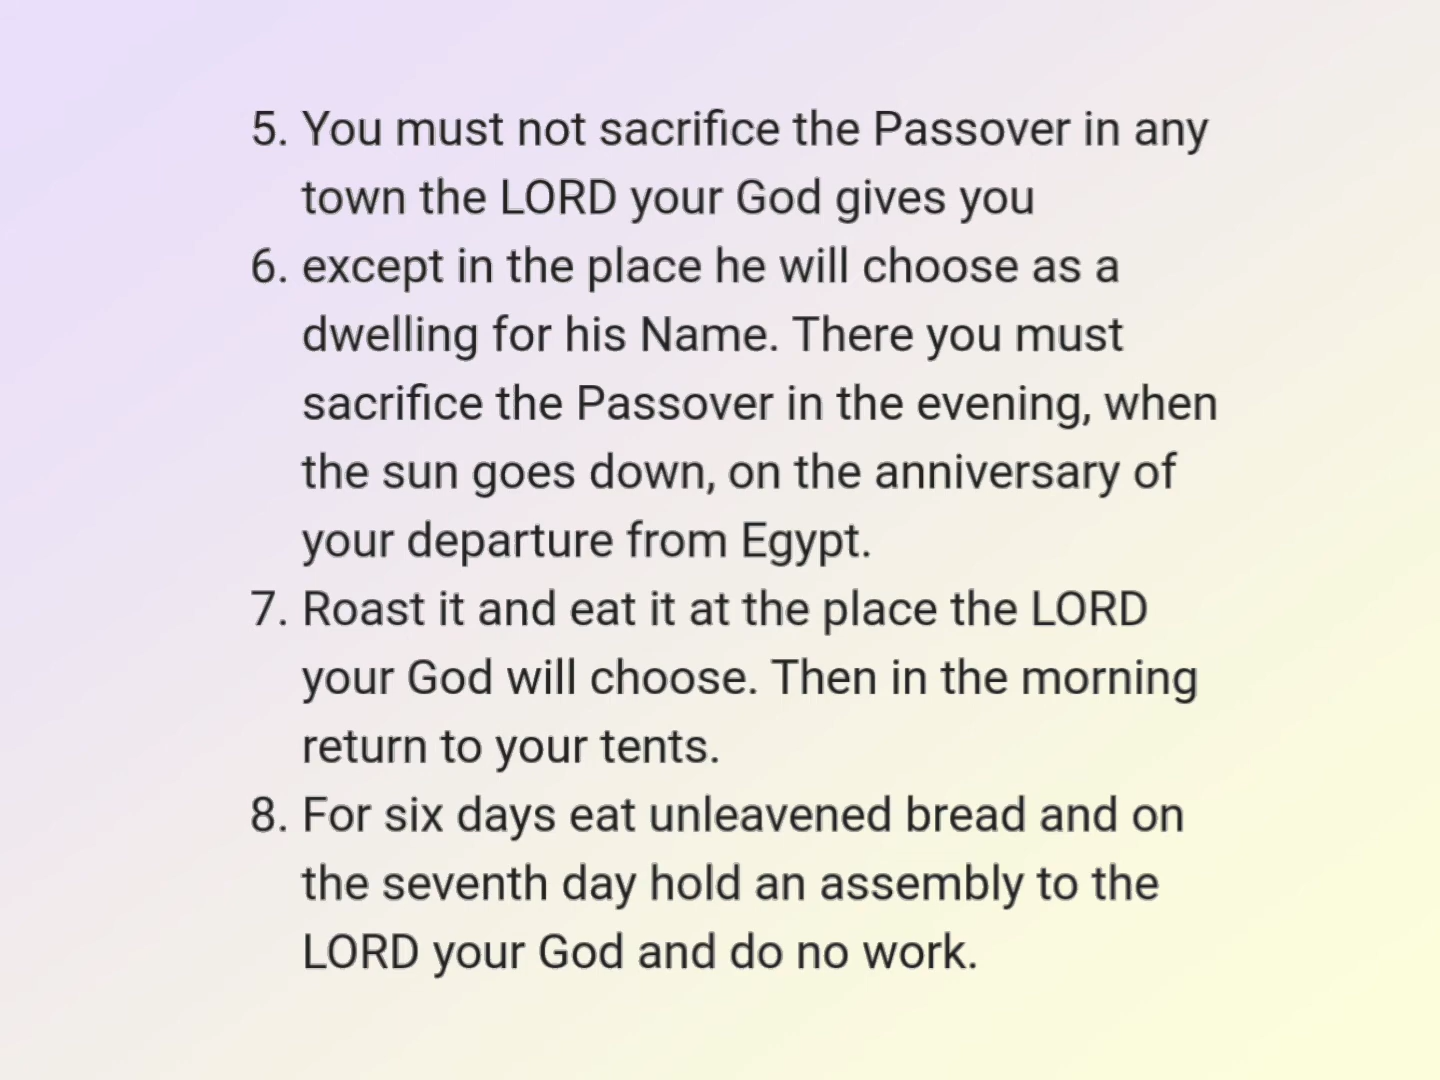 5. You must not sacrifice the Passover in any
town the LORD your God gives you
6. except in the place he will choose as a
dwelling for his Name. There you must
sacrifice the Passover in the evening, when
the sun goes down, on the anniversary of
your departure from Egypt.
7. Roast it and eat it at the place the LORD
your God will choose. Then in the morning
return to your tents.
8. For six days eat unleavened bread and on
the seventh day hold an assembly to the
LORD your God and do no work.